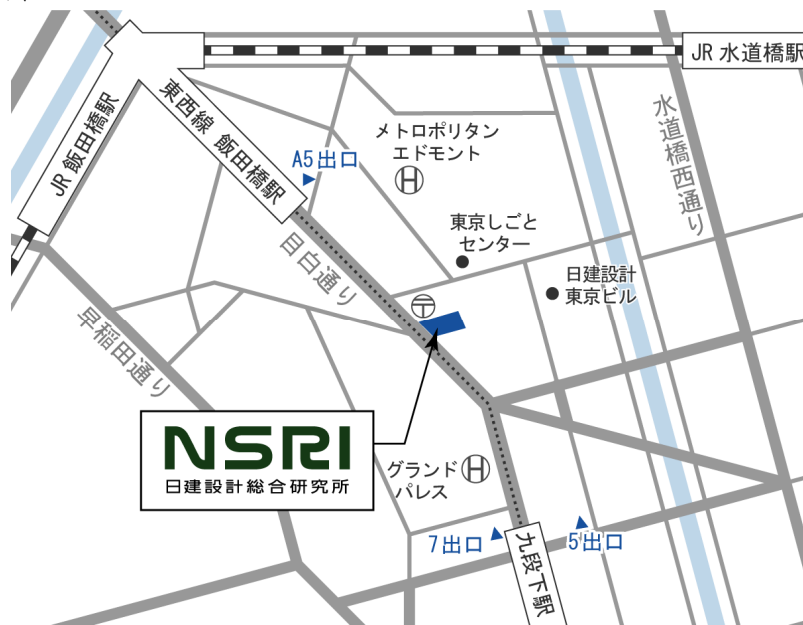 JR 水道橋駅
JR 飯田橋駅
東西線 飯田橋駅
水道橋西通り
メトロポリタン
エドモント
H
A5出口
東京しごと
センター
目白通り
日建設計
東京ビル
〒
早稲田通り
NSRI
日建設計総合研究所
グランド
パレス
H
7出口
5出口
九段下駅